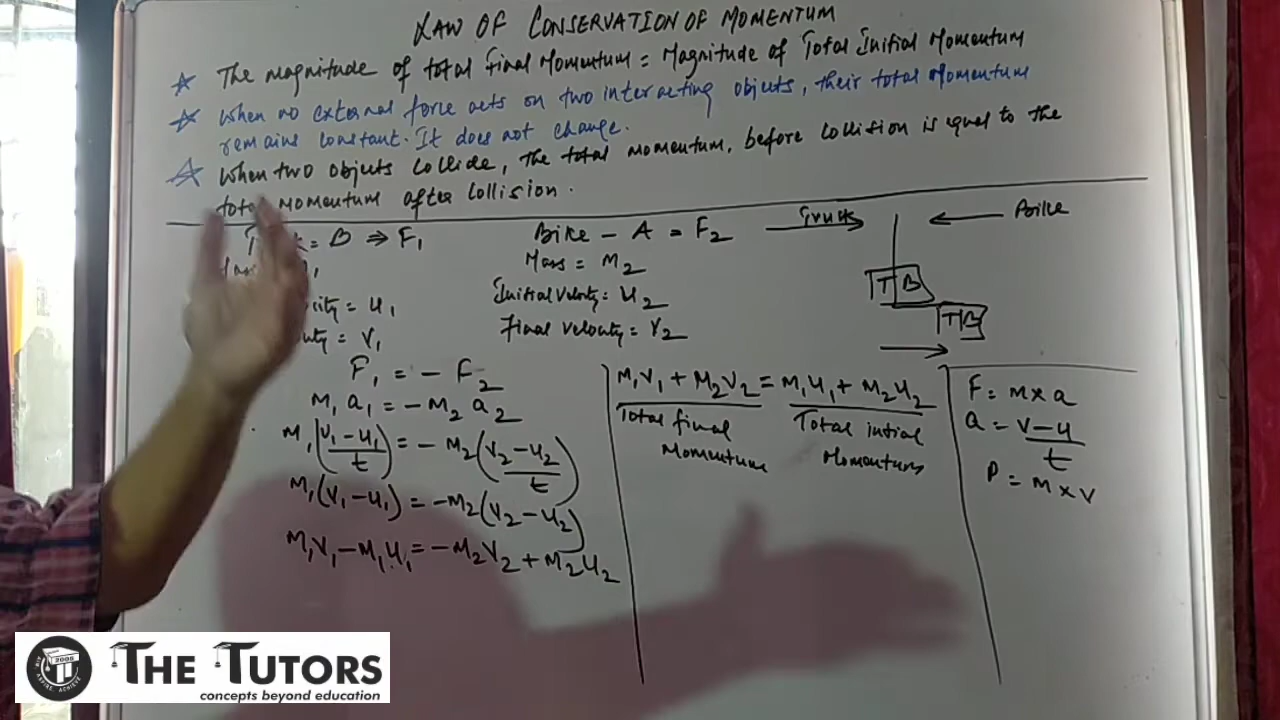 LAW OF CONSERVATION OF MOMENTUM
☆ The magnitude of total Final Momentum = Magnitude of Total Initial Momentum
☆ When no external force acts on two interacting objects, their total Momentum
remains constant. It does not change.
☆ When two objects collide, the total momentum, before collision is equal to the
total momentum after collision.
= B ⇒ F₁
Bike - A = F₂
Truck
Bike
Mass = M₂
= U₁
Initial Velocity = U₂
T B
= V₁
Final Velocity = V₂
T B
F₁ = - F₂
M₁ a₁ = - M₂ a₂
M₁ (V₁ - U₁ / t) = - M₂ (V₂ - U₂ / t)
M₁ (V₁ - U₁) = - M₂ (V₂ - U₂)
M₁V₁ - M₁U₁ = - M₂V₂ + M₂U₂
M₁V₁ + M₂V₂ = M₁U₁ + M₂U₂
Total final Momentum
Total intial Momentum
F = M x a
a = V - U / t
P = M x V
THE TUTORS
concepts beyond education